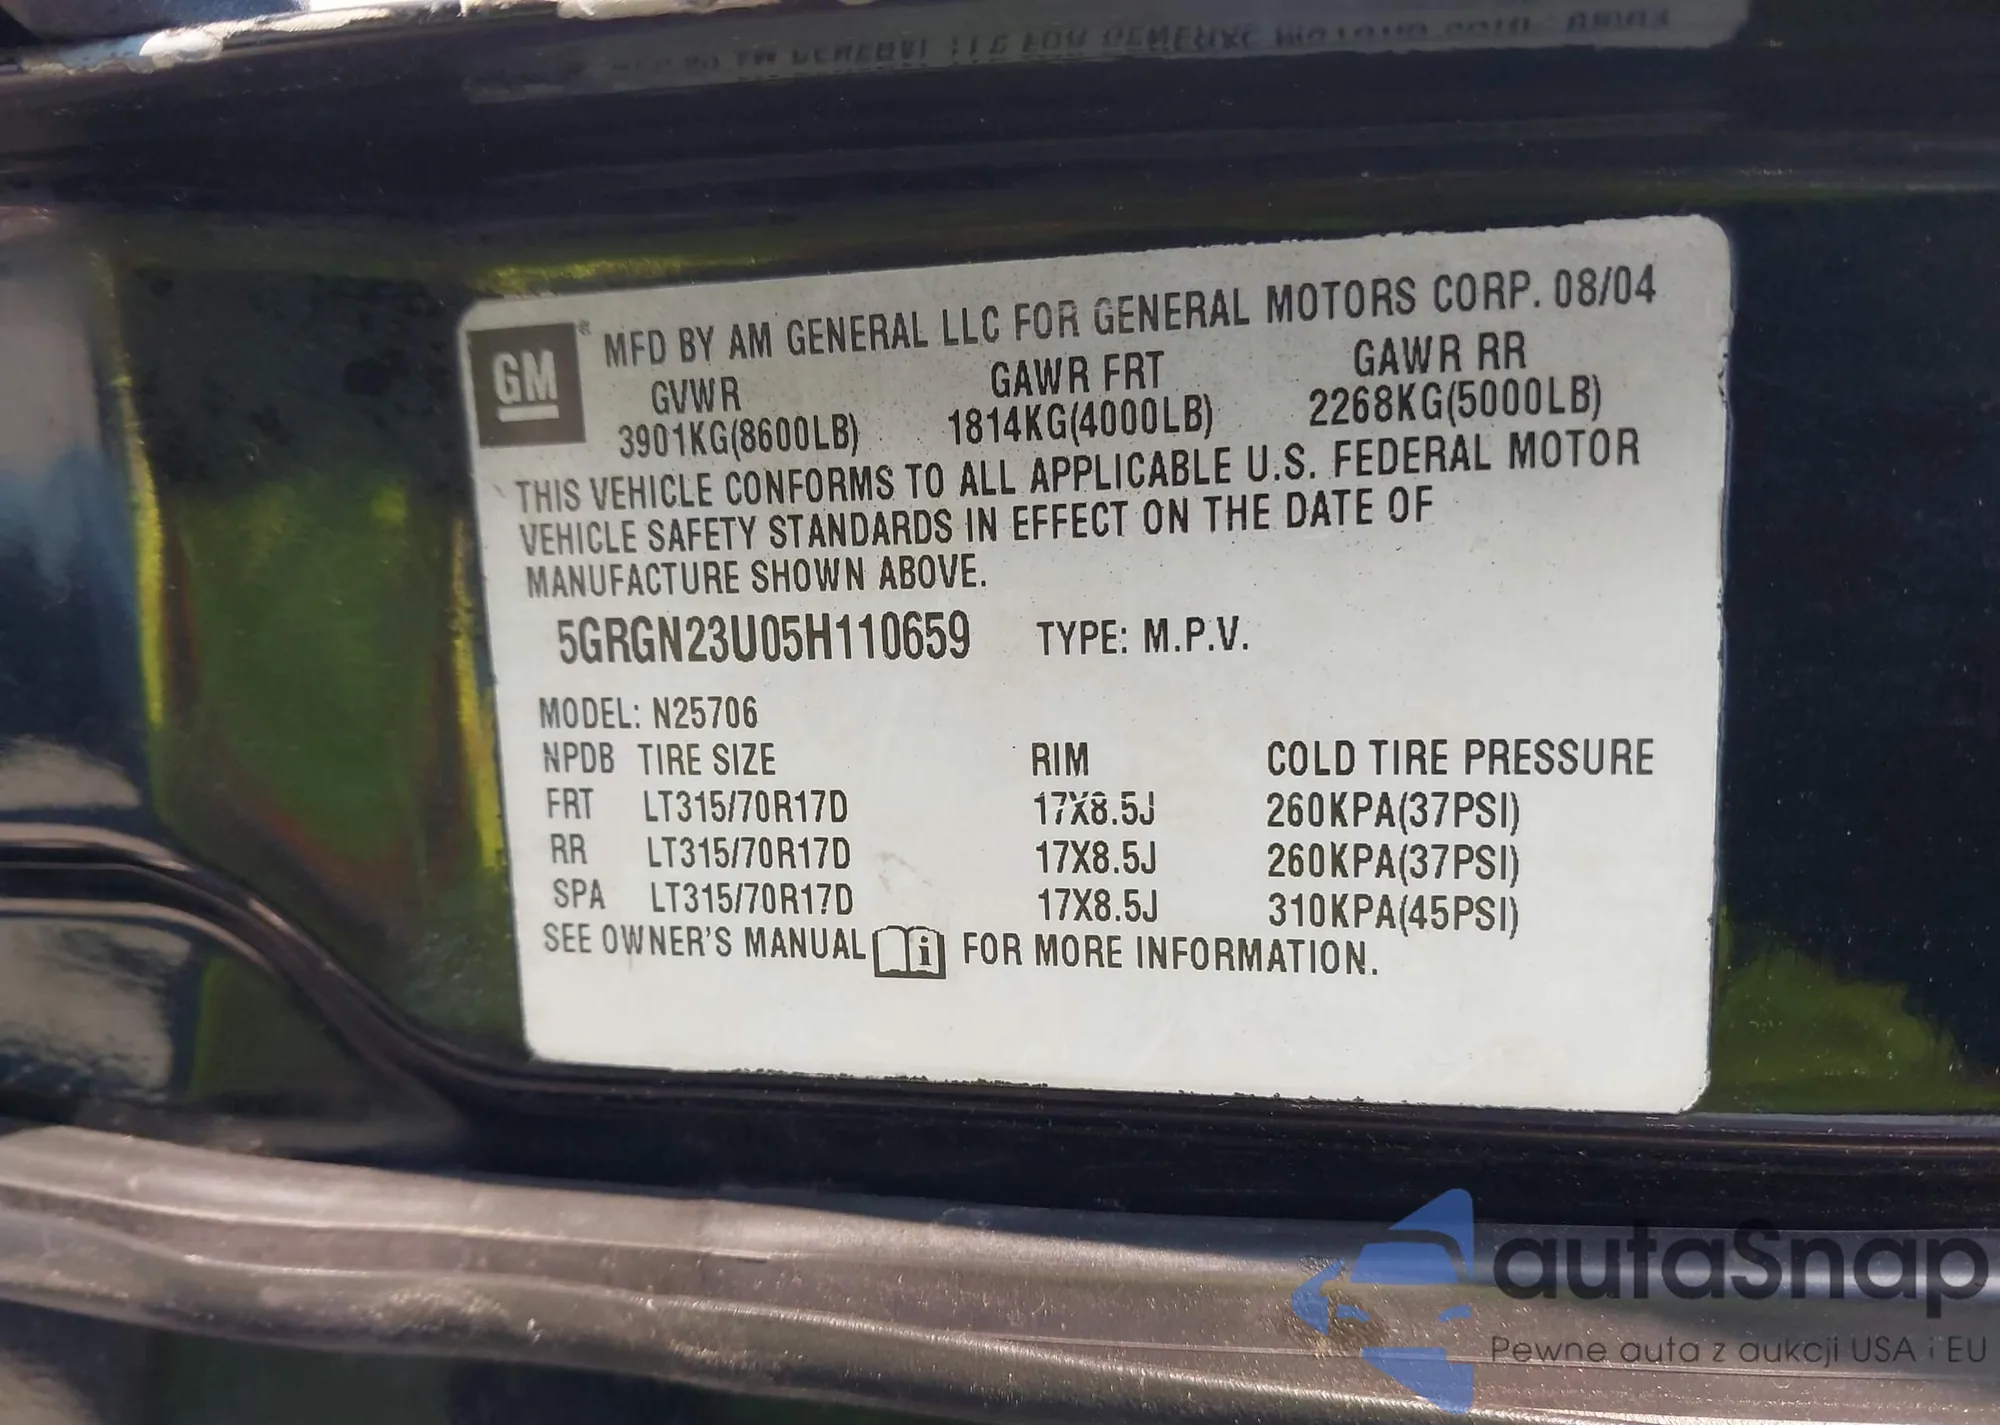 GM ® MFD BY AM GENERAL LLC FOR GENERAL MOTORS CORP. 08/04
GVWR GAWR FRT GAWR RR
3901KG(8600LB) 1814KG(4000LB) 2268KG(5000LB)
THIS VEHICLE CONFORMS TO ALL APPLICABLE U.S. FEDERAL MOTOR
VEHICLE SAFETY STANDARDS IN EFFECT ON THE DATE OF
MANUFACTURE SHOWN ABOVE.
5GRGN23U05H110659 TYPE: M.P.V.
MODEL: N25706
NPDB TIRE SIZE RIM COLD TIRE PRESSURE
FRT LT315/70R17D 17X8.5J 260KPA(37PSI)
RR LT315/70R17D 17X8.5J 260KPA(37PSI)
SPA LT315/70R17D 17X8.5J 310KPA(45PSI)
SEE OWNER'S MANUAL i FOR MORE INFORMATION.
autaSnap
Pewne auta z aukcji USA i EU